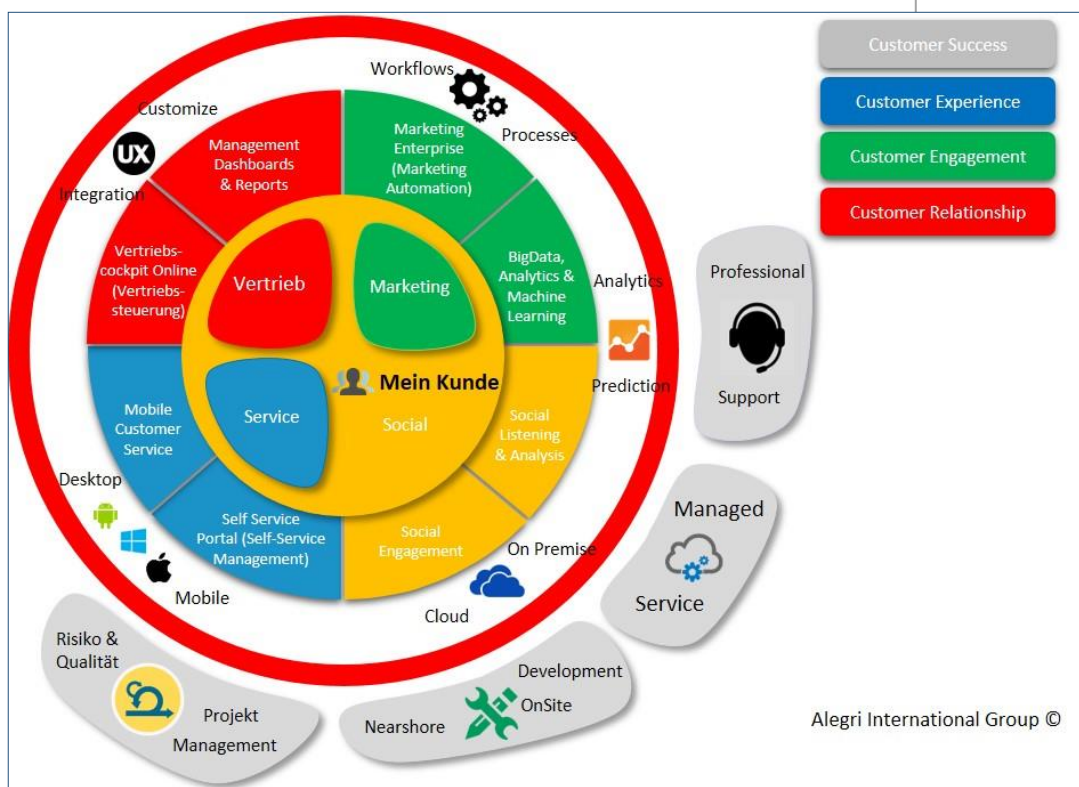 Customer Success
Customer Experience
Customer Engagement
Customer Relationship
Workflows
Processes
Customize
UX
Integration
Management
Dashboards
& Reports
Marketing
Enterprise
(Marketing
Automation)
Vertriebs-
cockpit Online
(Vertriebs-
steuerung)
BigData,
Analytics &
Machine
Learning
Vertrieb
Marketing
Analytics
Prediction
Mein Kunde
Service
Social
Mobile
Customer
Service
Social
Listening
& Analysis
Self Service
Portal (Self-Service
Management)
Social
Engagement
Desktop
Mobile
On Premise
Cloud
Professional
Support
Managed
Service
Risiko &
Qualität
Projekt
Management
Development
OnSite
Nearshore
Alegri International Group ©